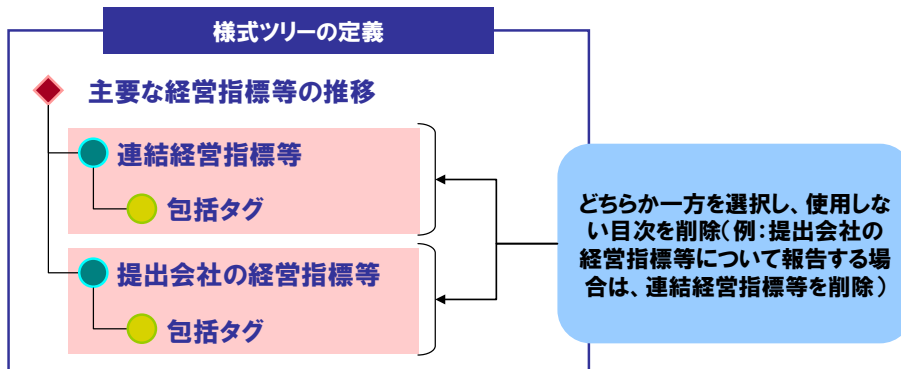 様式ツリーの定義
主要な経営指標等の推移
連結経営指標等
包括タグ
提出会社の経営指標等
包括タグ
どちらか一方を選択し、使用しな
い目次を削除(例:提出会社の
経営指標等について報告する場
合は、連結経営指標等を削除)